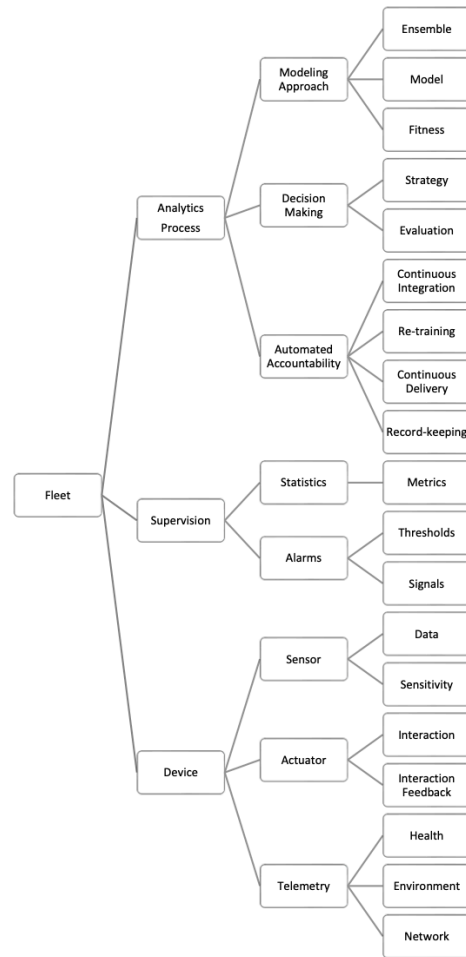 Ensemble
Modeling
Approach
Model
Fitness
Strategy
Analytics
Process
Decision
Making
Evaluation
Continuous
Integration
Re-training
Automated
Accountability
Continuous
Delivery
Record-keeping
Fleet
Statistics
Metrics
Supervision
Thresholds
Alarms
Signals
Data
Sensor
Sensitivity
Interaction
Device
Actuator
Interaction
Feedback
Health
Telemetry
Environment
Network